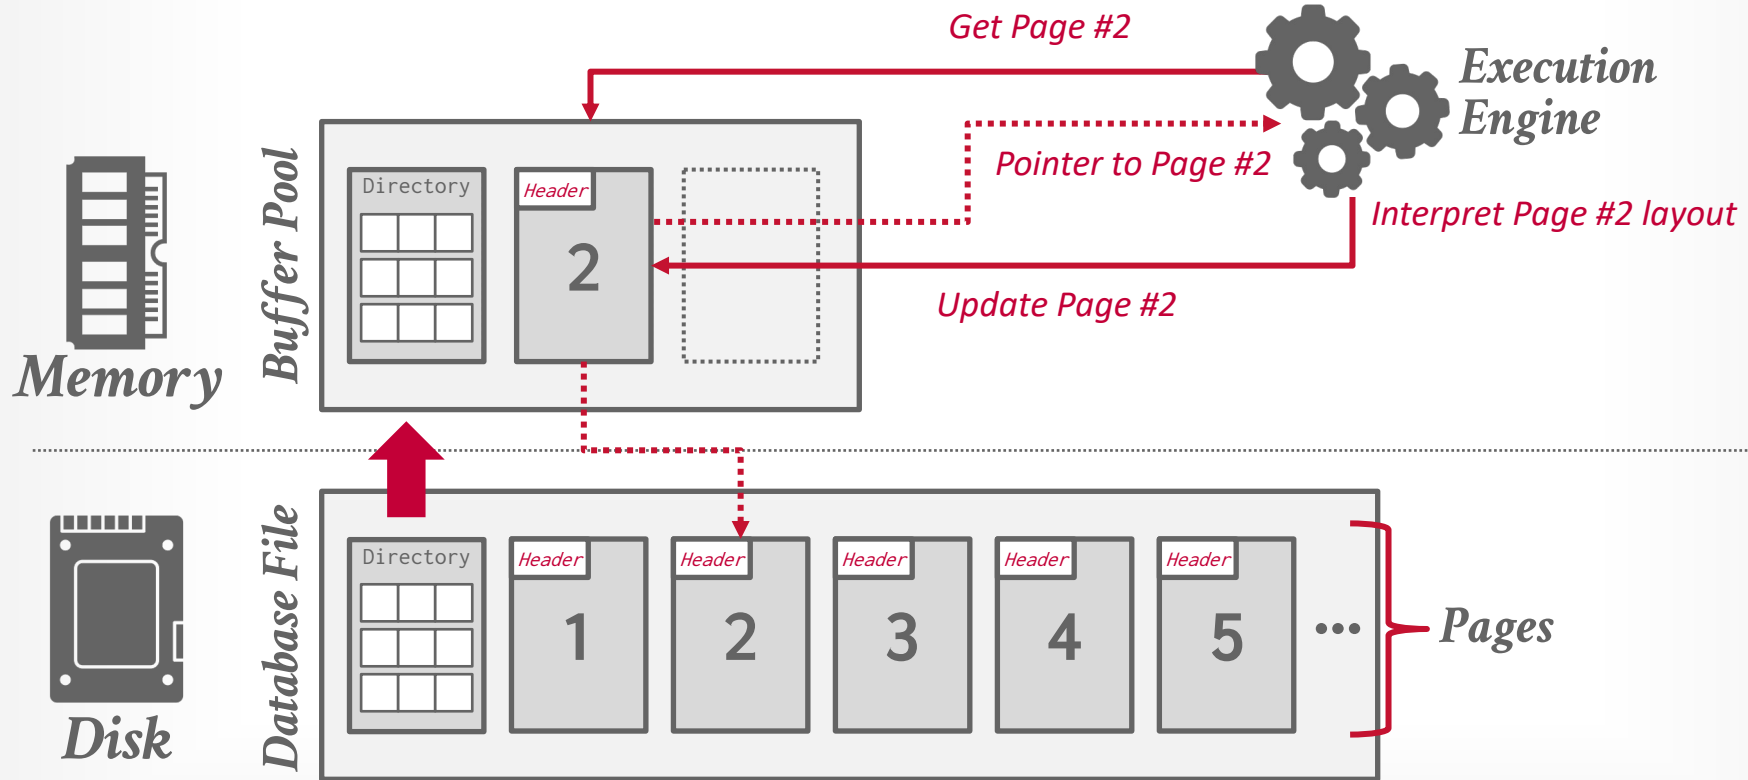 Get Page #2
Execution
Engine
Pointer to Page #2
Interpret Page #2 layout
Update Page #2
Memory
Buffer Pool
Directory
Header
2
Disk
Database File
Directory
Header
1
Header
2
Header
3
Header
4
Header
5
...
Pages